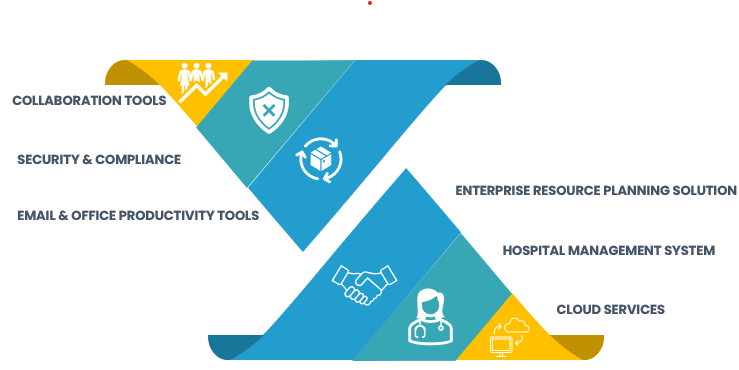 COLLABORATION TOOLS
SECURITY & COMPLIANCE
EMAIL & OFFICE PRODUCTIVITY TOOLS
ENTERPRISE RESOURCE PLANNING SOLUTION
HOSPITAL MANAGEMENT SYSTEM
CLOUD SERVICES